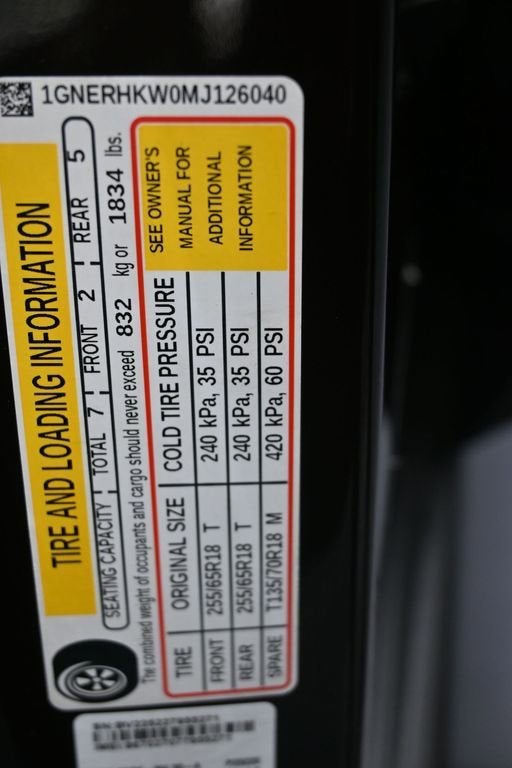 1GNERHKW0MJ126040
TIRE AND LOADING INFORMATION
SEATING CAPACITY TOTAL 7 FRONT 2 REAR 5
The combined weight of occupants and cargo should never exceed 832 kg or 1834 lbs.
TIRE ORIGINAL SIZE COLD TIRE PRESSURE
FRONT 255/65R18 T 240 kPa, 35 PSI
REAR 255/65R18 T 240 kPa, 35 PSI
SPARE T135/70R18 M 420 kPa, 60 PSI
SEE OWNER'S
MANUAL FOR
ADDITIONAL
INFORMATION